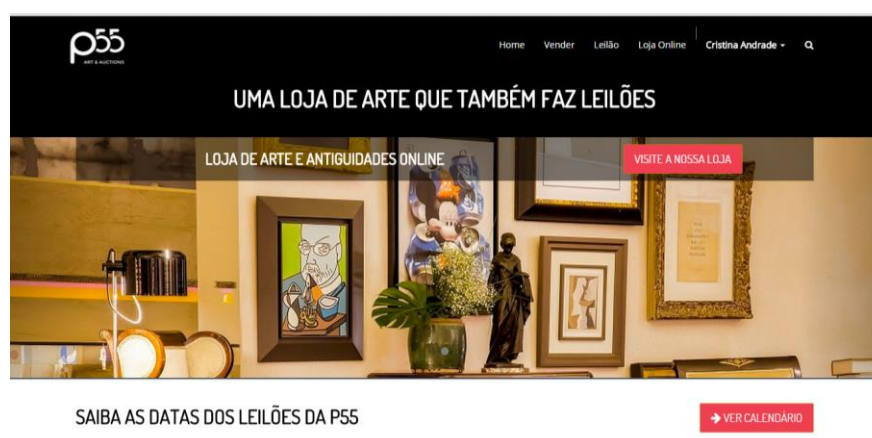 p55
ART & AUCTIONS
Home Vender Leilão Loja Online Cristina Andrade
UMA LOJA DE ARTE QUE TAMBÉM FAZ LEILÕES
LOJA DE ARTE E ANTIGUIDADES ONLINE
VISITE A NOSSA LOJA
SAIBA AS DATAS DOS LEILÕES DA P55
VER CALENDÁRIO